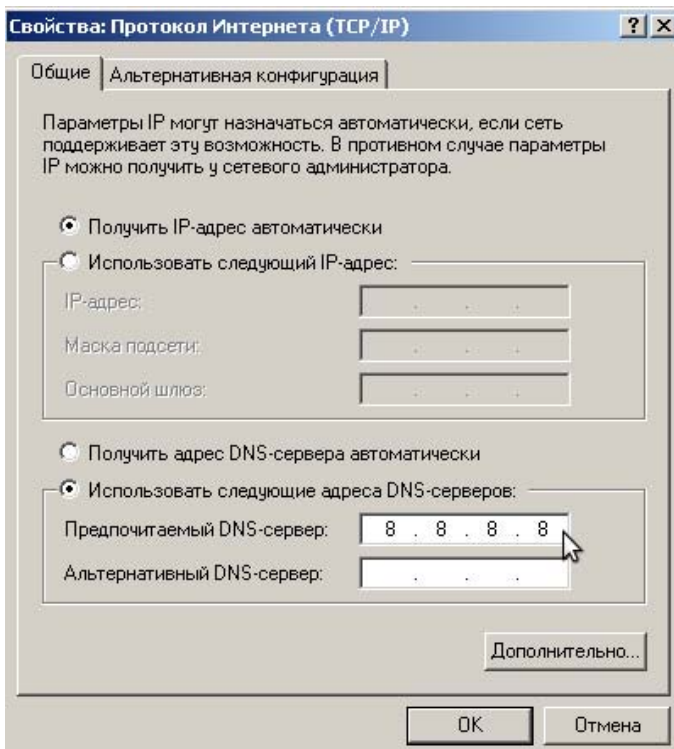 Свойства: Протокол Интернета (TCP/IP)
Общие
Альтернативная конфигурация
Параметры IP могут назначаться автоматически, если сеть
поддерживает эту возможность. В противном случае параметры
IP можно получить у сетевого администратора.
Получить IP-адрес автоматически
Использовать следующий IP-адрес:
IP-адрес:
Маска подсети:
Основной шлюз:
Получить адрес DNS-сервера автоматически
Использовать следующие адреса DNS-серверов:
Предпочитаемый DNS-сервер: 8 . 8 . 8 . 8
Альтернативный DNS-сервер:
Дополнительно...
OK
Отмена